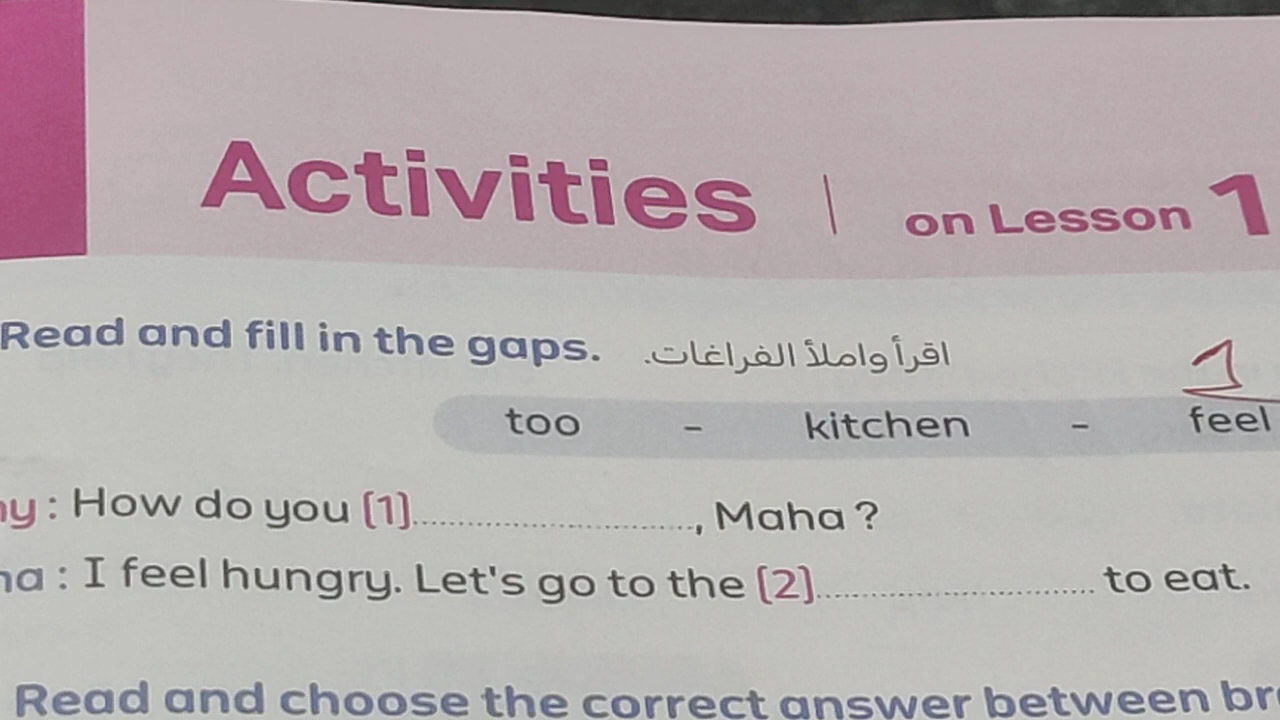 Activities | on Lesson 1
Read and fill in the gaps. اقرأ واملأ الفراغات.
1
too - kitchen - feel
y : How do you (1)........................, Maha ?
a : I feel hungry. Let's go to the (2)........................ to eat.
Read and choose the correct answer between